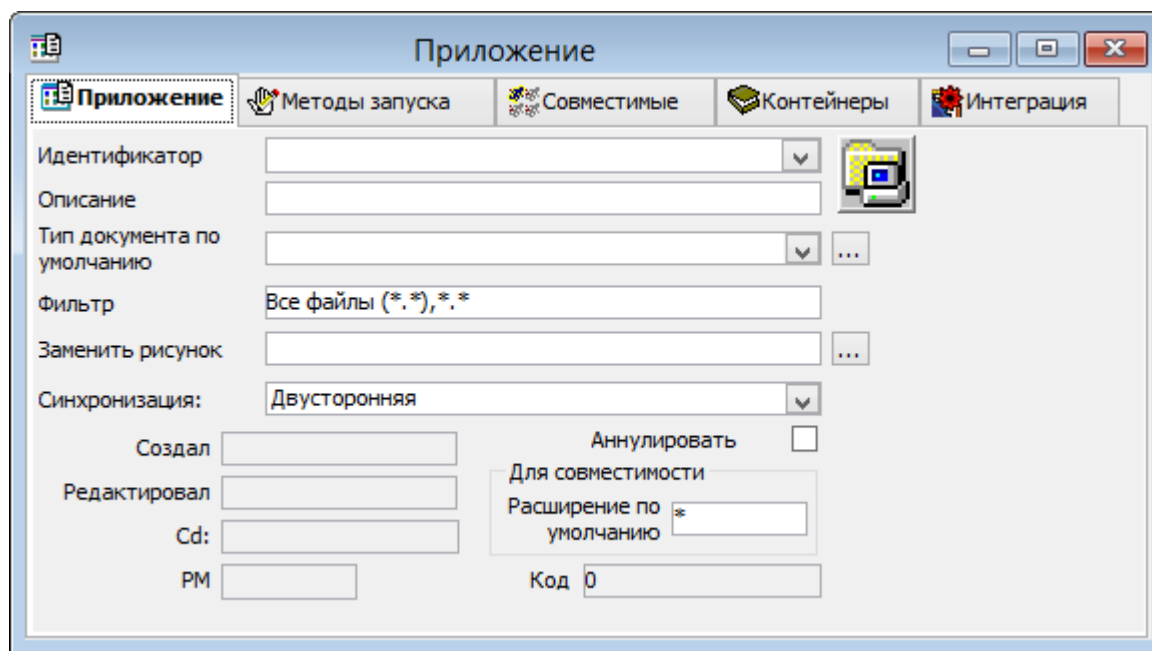 Приложение
Приложение Методы запуска Совместимые Контейнеры Интеграция
Идентификатор
Описание
Тип документа по
умолчанию
...
Фильтр Все файлы (*.*),*.*
Заменить рисунок ...
Синхронизация: Двусторонняя
Создал Аннулировать
Для совместимости
Редактировал
Расширение по
умолчанию *
Cd:
PM Код 0